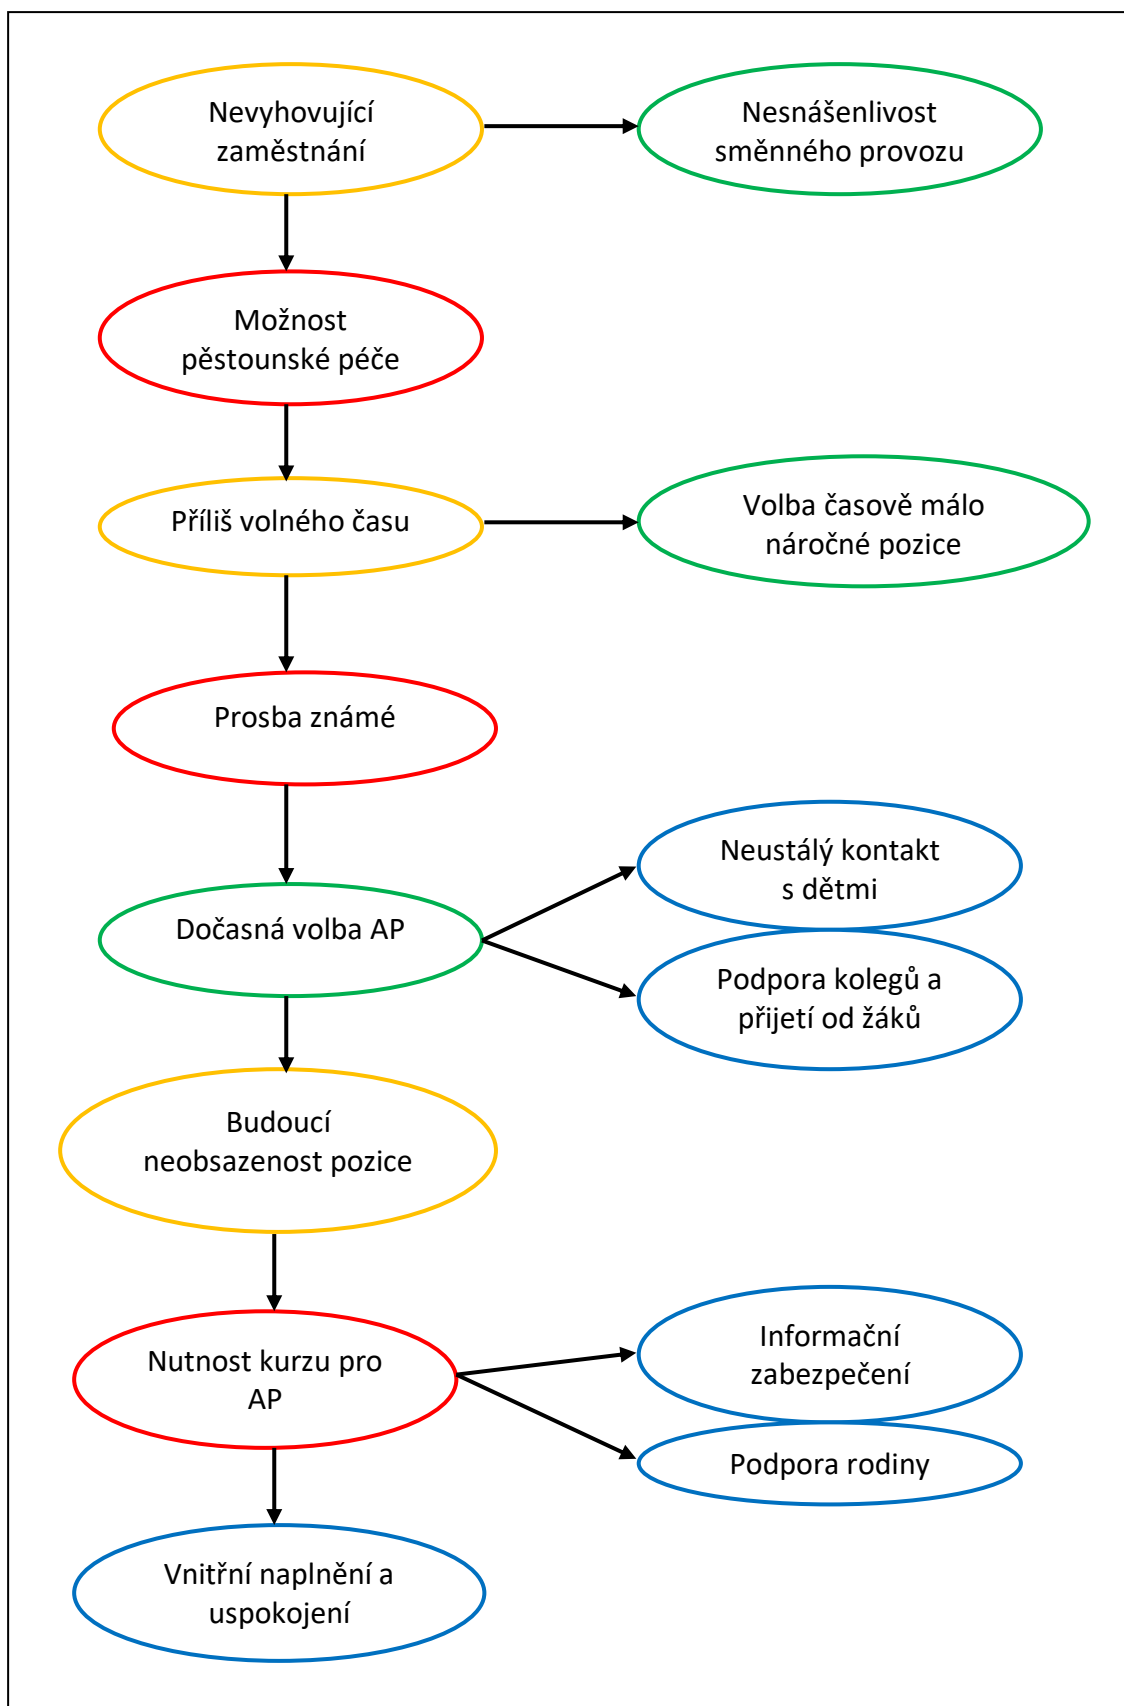 Nevyhovující
zaměstnání
Nesnášenlivost
směnného provozu
Možnost
pěstounské péče
Příliš volného času
Volba časově málo
náročné pozice
Prosba známé
Neustálý kontakt
s dětmi
Dočasná volba AP
Podpora kolegů a
přijetí od žáků
Budoucí
neobsazenost pozice
Nutnost kurzu pro
AP
Informační
zabezpečení
Podpora rodiny
Vnitřní naplnění a
uspokojení